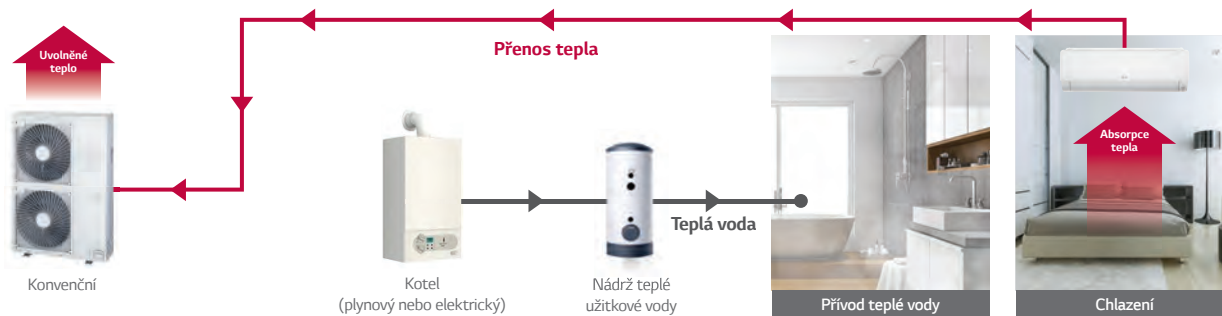 Přenos tepla
Uvolněné
teplo
Absorpce
tepla
Teplá voda
Konvenční
Kotel
(plynový nebo elektrický)
Nádrž teplé
užitkové vody
Přívod teplé vody
Chlazení